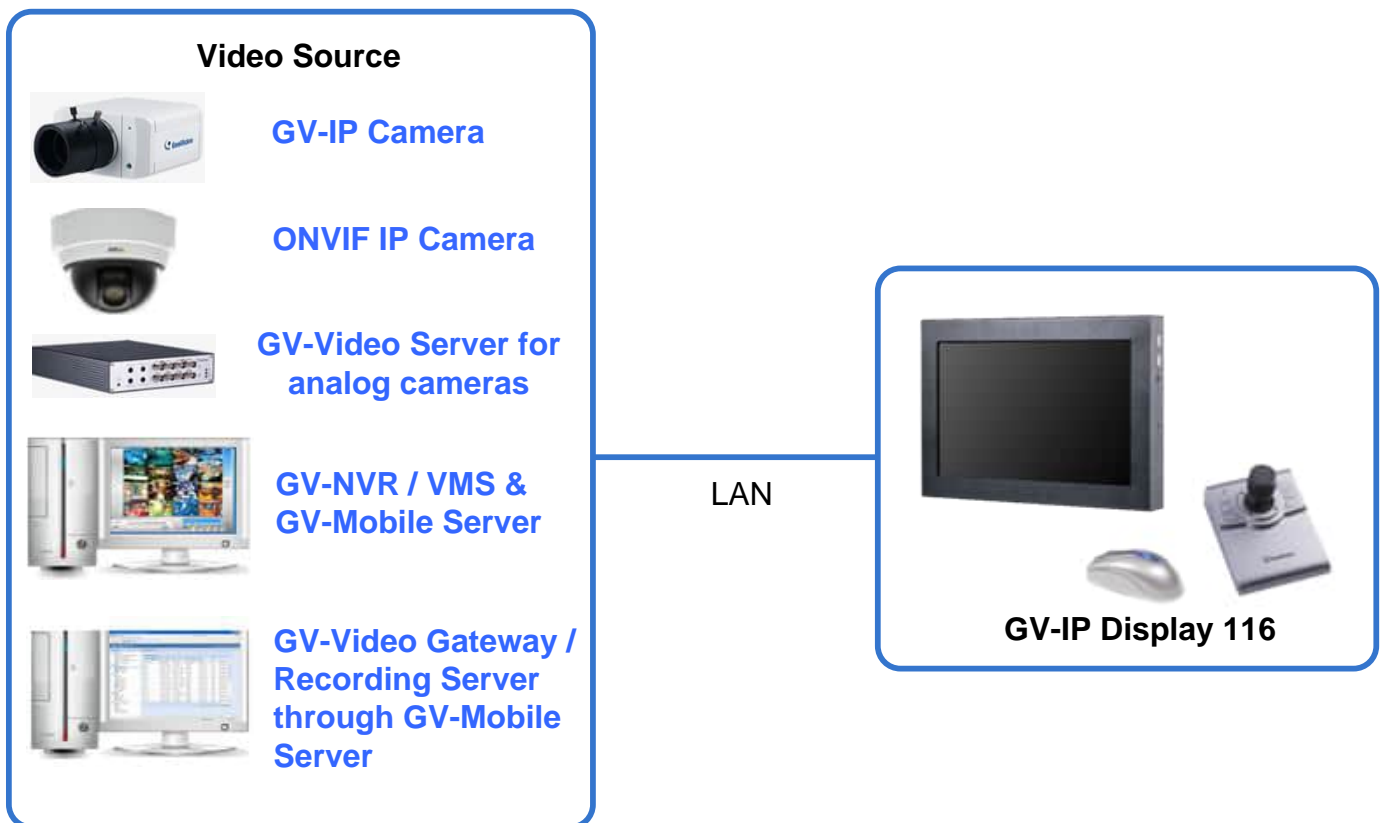 Video Source
GV-IP Camera
ONVIF IP Camera
GV-Video Server for
analog cameras
GV-NVR / VMS &
GV-Mobile Server
GV-Video Gateway /
Recording Server
through GV-Mobile
Server
LAN
GV-IP Display 116